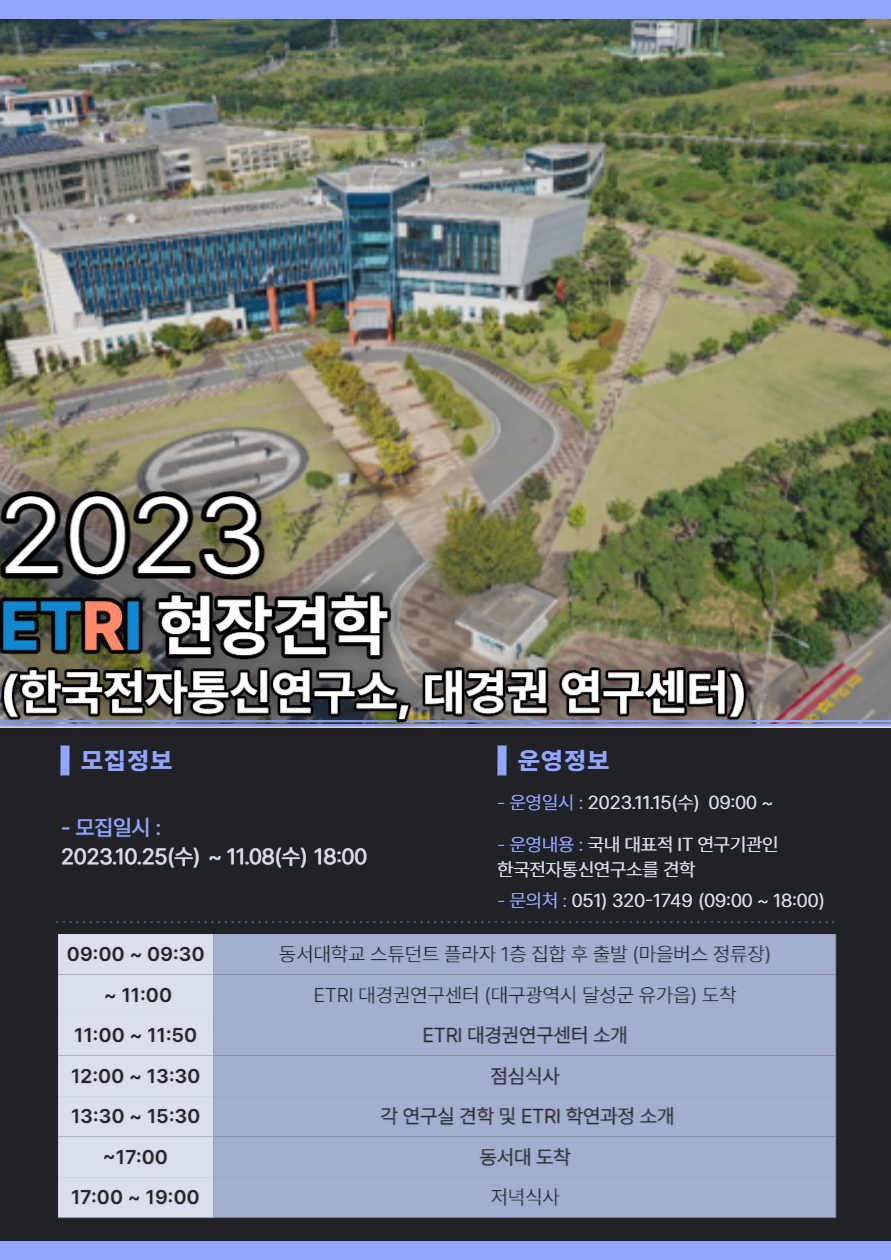 2023
ETRI 현장견학
(한국전자통신연구소, 대경권 연구센터)
모집정보
- 모집일시 :
2023.10.25(수) ~ 11.08(수) 18:00
운영정보
- 운영일시 : 2023.11.15(수) 09:00 ~
- 운영내용 : 국내 대표적 IT 연구기관인
한국전자통신연구소를 견학
- 문의처 : 051) 320-1749 (09:00 ~ 18:00)
09:00 ~ 09:30 동서대학교 스튜던트 플라자 1층 집합 후 출발 (마을버스 정류장)
~ 11:00 ETRI 대경권연구센터 (대구광역시 달성군 유가읍) 도착
11:00 ~ 11:50 ETRI 대경권연구센터 소개
12:00 ~ 13:30 점심식사
13:30 ~ 15:30 각 연구실 견학 및 ETRI 학연과정 소개
~17:00 동서대 도착
17:00 ~ 19:00 저녁식사